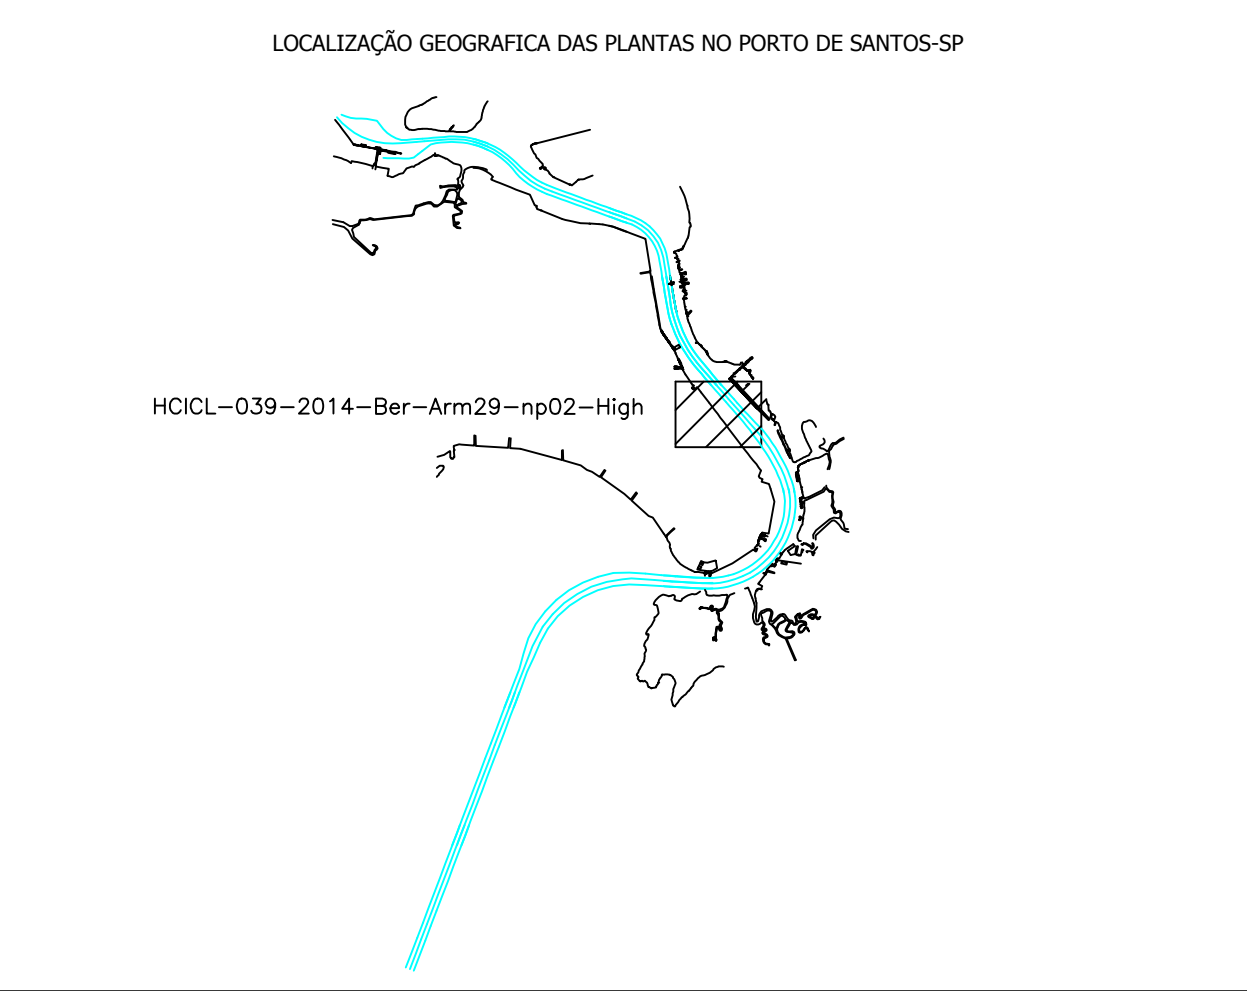 LOCALIZAÇÃO GEOGRAFICA DAS PLANTAS NO PORTO DE SANTOS-SP
HCICL-039-2014-Ber-Arm29-np02-High